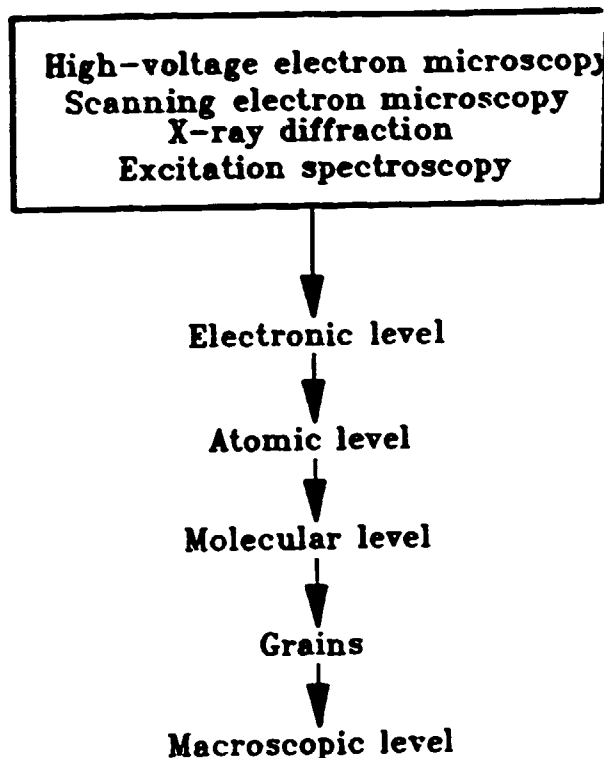 High-voltage electron microscopy
Scanning electron microscopy
X-ray diffraction
Excitation spectroscopy
Electronic level
Atomic level
Molecular level
Grains
Macroscopic level